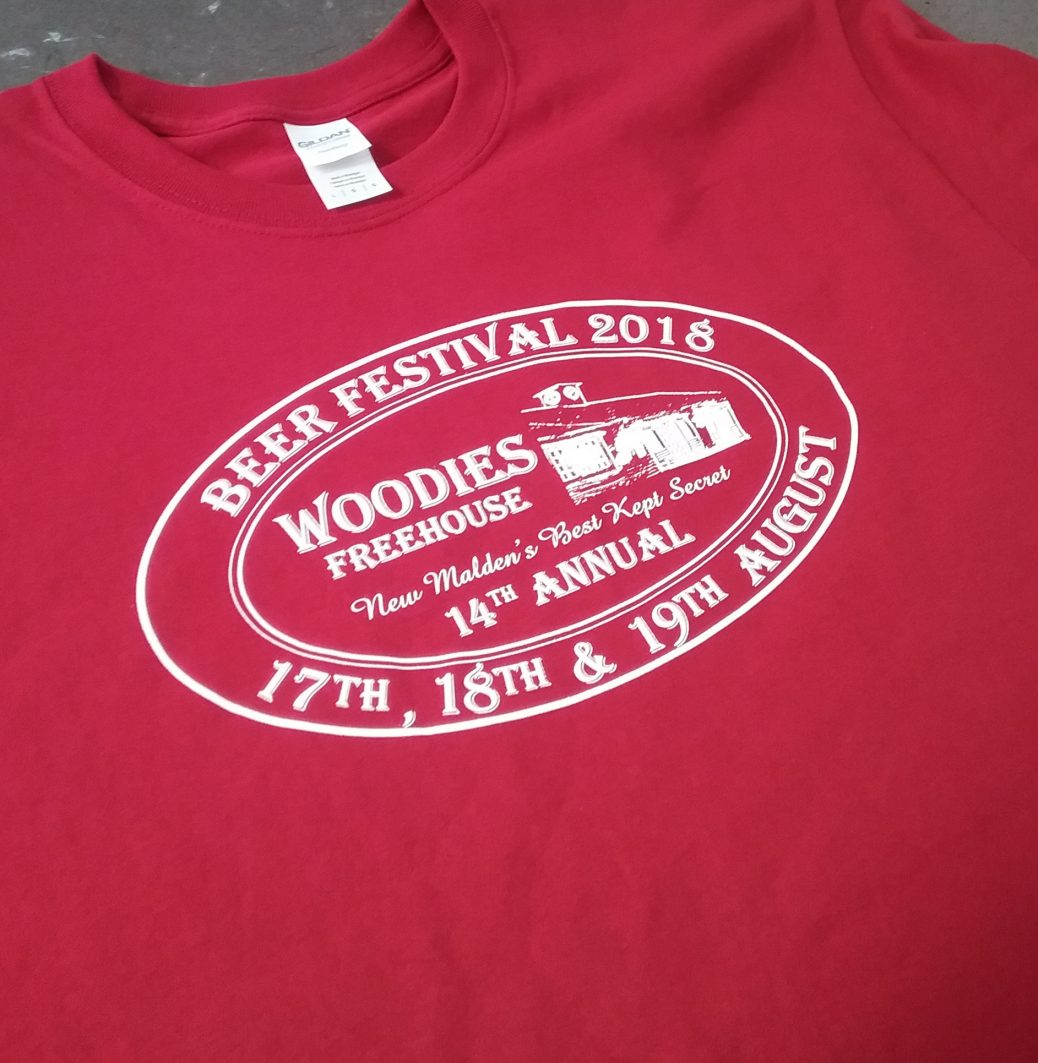 GILDAN
BEER FESTIVAL 2018
WOODIES
FREEHOUSE
New Malden's Best Kept Secret
14TH ANNUAL
17TH, 18TH & 19TH AUGUST